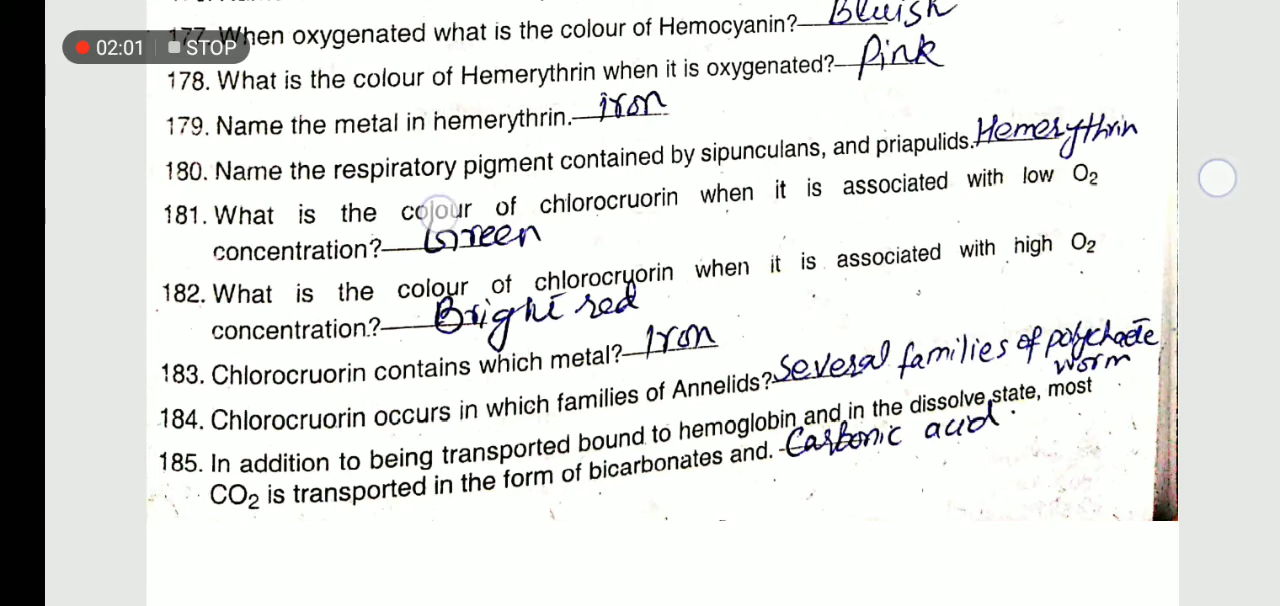 177. When oxygenated what is the colour of Hemocyanin? Bluish
02:01 STOP
178. What is the colour of Hemerythrin when it is oxygenated? Pink
179. Name the metal in hemerythrin. iron
180. Name the respiratory pigment contained by sipunculans, and priapulids. Hemerythrin
181. What is the colour of chlorocruorin when it is associated with low O2
concentration? Green
182. What is the colour of chlorocryorin when it is associated with high O2
concentration? Bright red
183. Chlorocruorin contains which metal? Iron
184. Chlorocruorin occurs in which families of Annelids? Several families of polychaete
worm
185. In addition to being transported bound to hemoglobin and in the dissolve state, most
CO2 is transported in the form of bicarbonates and. Carbonic acid